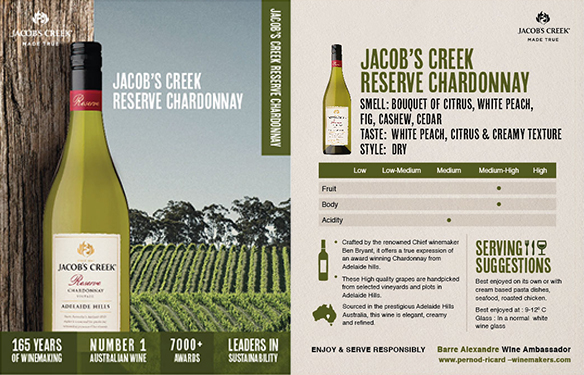 JACOB'S CREEK
MADE TRUE
JACOB'S CREEK
RESERVE CHARDONNAY
JACOB'S CREEK RESERVE CHARDONNAY
Reserve
JACOB'S CREEK
Reserve
CHARDONNAY
ADELAIDE HILLS
165 YEARS
OF WINEMAKING
NUMBER 1
AUSTRALIAN WINE
7000+
AWARDS
LEADERS IN
SUSTAINABILITY
JACOB'S CREEK
MADE TRUE
JACOB'S CREEK
RESERVE CHARDONNAY
SMELL: BOUQUET OF CITRUS, WHITE PEACH,
FIG, CASHEW, CEDAR
TASTE: WHITE PEACH, CITRUS & CREAMY TEXTURE
STYLE: DRY
Low Low-Medium Medium Medium-High High
Fruit
Body
Acidity
• Crafted by the renowned Chief winemaker
Ben Bryant, it offers a true expression of
an award winning Chardonnay from
Adelaide hills.
• These High quality grapes are handpicked
from selected vineyards and plots in
Adelaide Hills.
Sourced in the prestigious Adelaide Hills
Australia, this wine is elegant, creamy
and refined.
SERVING
SUGGESTIONS
Best enjoyed on its own or with
cream based pasta dishes,
seafood, roasted chicken.
Best enjoyed at : 9-12º C
Glass : In a normal white
wine glass
ENJOY & SERVE RESPONSIBLY
Barre Alexandre Wine Ambassador
www.pernod-ricard –winemakers.com